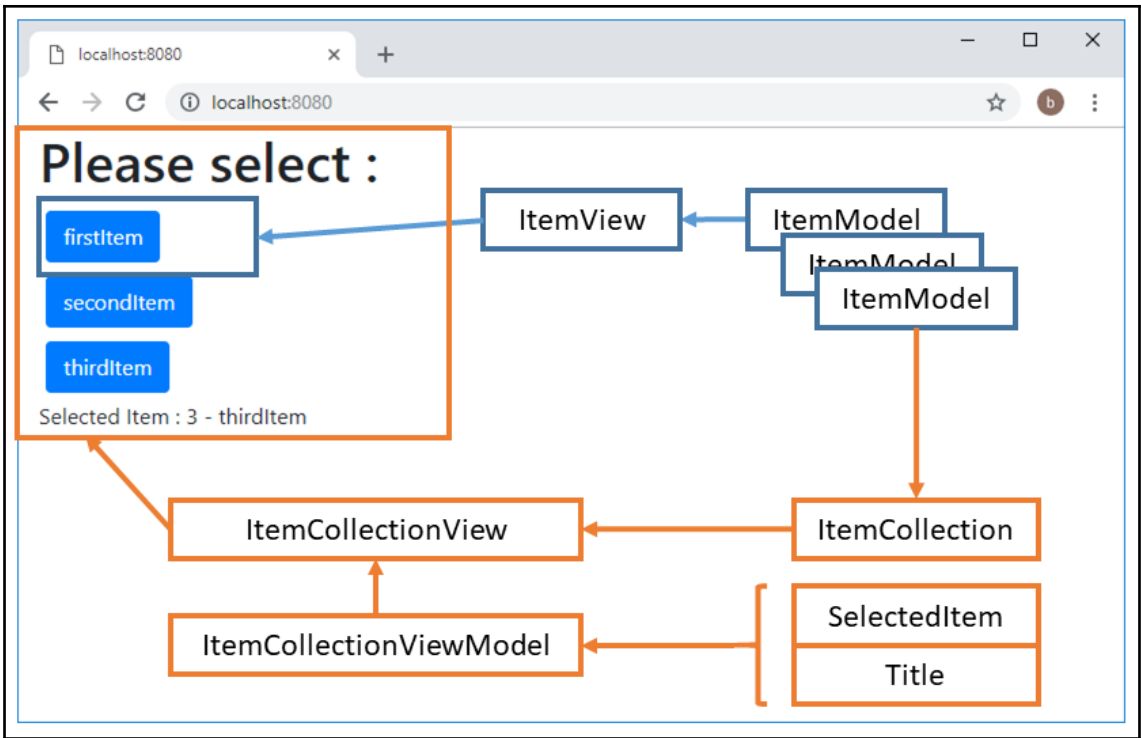 localhost:8080
localhost:8080
b
Please select :
firstItem
secondItem
thirdItem
Selected Item : 3 - thirdItem
ItemView
ItemModel
ItemModel
ItemModel
ItemCollectionView
ItemCollection
ItemCollectionViewModel
SelectedItem
Title